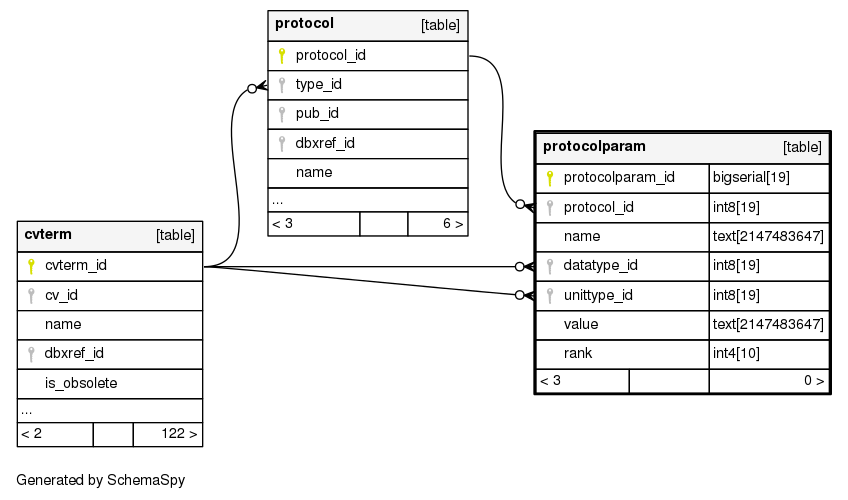 protocol [table]
protocol_id
type_id
pub_id
dbxref_id
name
...
< 3 6 >
protocolparam [table]
protocolparam_id bigserial[19]
protocol_id int8[19]
name text[2147483647]
datatype_id int8[19]
unittype_id int8[19]
value text[2147483647]
rank int4[10]
< 3 0 >
cvterm [table]
cvterm_id
cv_id
name
dbxref_id
is_obsolete
...
< 2 122 >
Generated by SchemaSpy